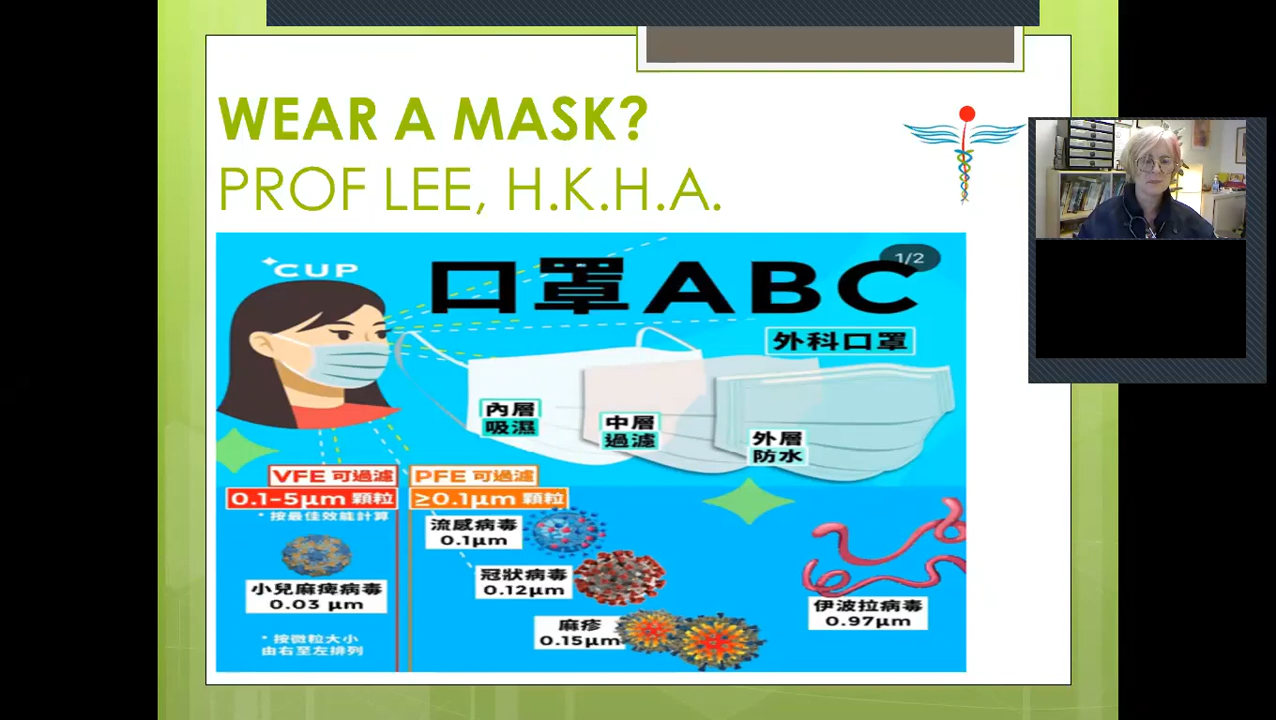 WEAR A MASK?
PROF LEE, H.K.H.A.
CUP
口罩ABC
1/2
外科口罩
內層
吸濕
中層
過濾
外層
防水
VFE 可過濾
0.1-5μm 顆粒
* 按最佳效能計算
PFE 可過濾
≥0.1μm 顆粒
流感病毒
0.1μm
冠狀病毒
0.12μm
麻疹
0.15μm
小兒麻痺病毒
0.03 μm
伊波拉病毒
0.97μm
* 按微粒大小
由右至左排列